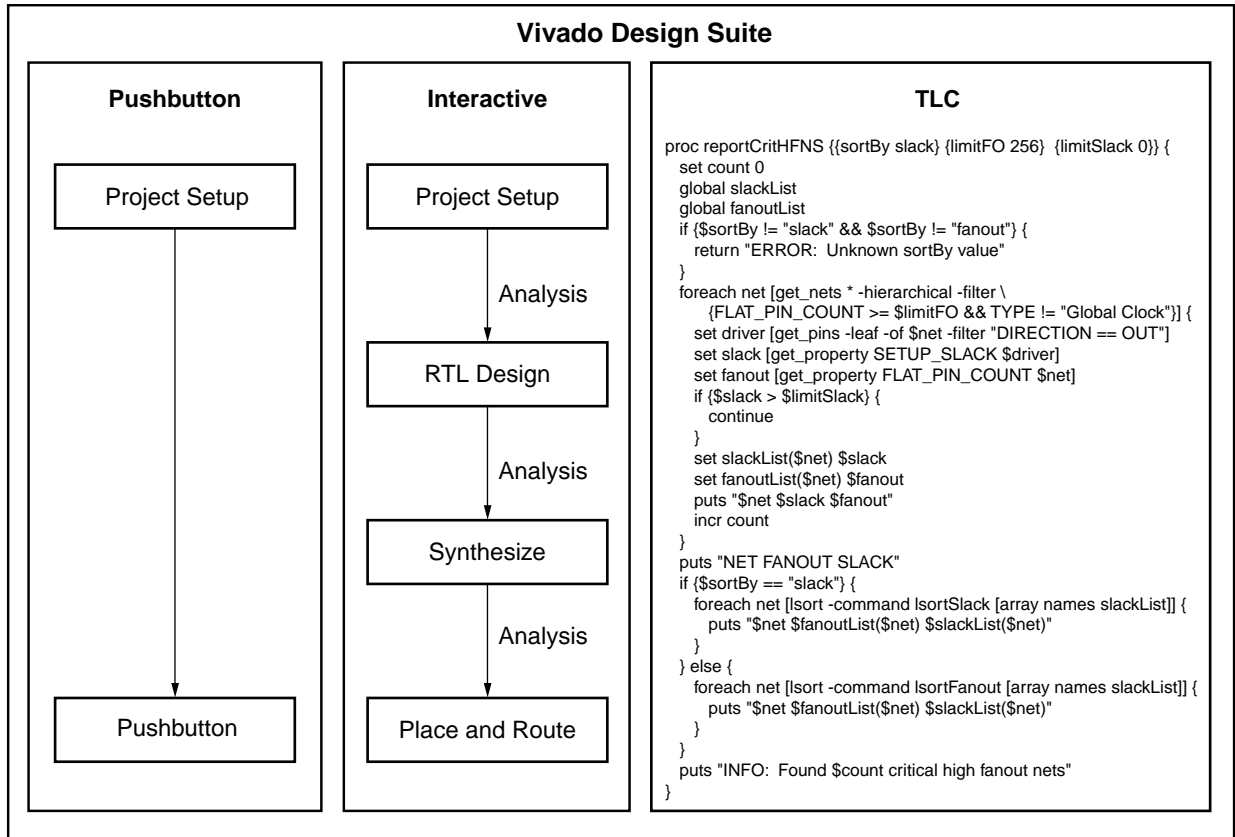 Vivado Design Suite
Pushbutton
Project Setup
Pushbutton
Interactive
Project Setup
Analysis
RTL Design
Analysis
Synthesize
Analysis
Place and Route
TLC
proc reportCritHFNS {{sortBy slack} {limitFO 256}  {limitSlack 0}} {
set count 0
global slackList
global fanoutList
if {$sortBy != "slack" && $sortBy != "fanout"} {
return "ERROR:  Unknown sortBy value"
}
foreach net [get_nets * -hierarchical -filter \
{FLAT_PIN_COUNT >= $limitFO && TYPE != "Global Clock"}] {
set driver [get_pins -leaf -of $net -filter "DIRECTION == OUT"]
set slack [get_property SETUP_SLACK $driver]
set fanout [get_property FLAT_PIN_COUNT $net]
if {$slack > $limitSlack} {
continue
}
set slackList($net) $slack
set fanoutList($net) $fanout
puts "$net $slack $fanout"
incr count
}
puts "NET FANOUT SLACK"
if {$sortBy == "slack"} {
foreach net [lsort -command lsortSlack [array names slackList]] {
puts "$net $fanoutList($net) $slackList($net)"
}
} else {
foreach net [lsort -command lsortFanout [array names slackList]] {
puts "$net $fanoutList($net) $slackList($net)"
}
}
puts "INFO:  Found $count critical high fanout nets"
}